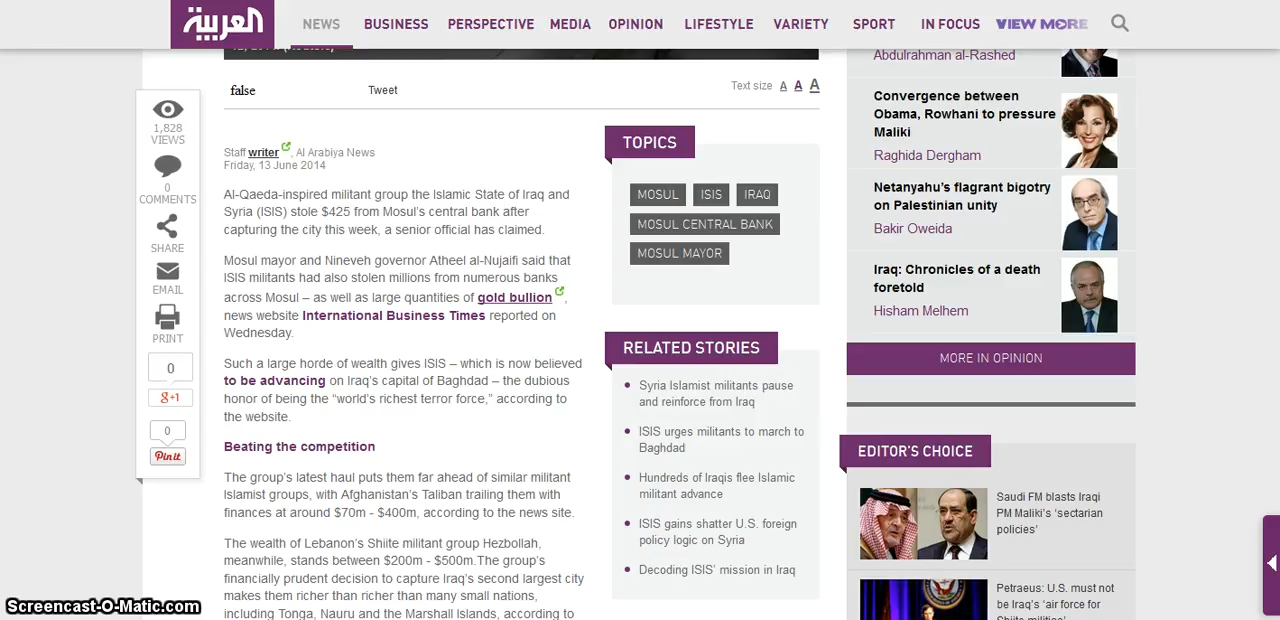 العربية
NEWS
BUSINESS
PERSPECTIVE
MEDIA
OPINION
LIFESTYLE
VARIETY
SPORT
IN FOCUS
VIEW MORE
false
Tweet
Text size A A A
1,828
VIEWS
0
COMMENTS
SHARE
EMAIL
PRINT
0
g+1
0
Pin it
Staff writer, Al Arabiya News
Friday, 13 June 2014
Al-Qaeda-inspired militant group the Islamic State of Iraq and
Syria (ISIS) stole $425 from Mosul's central bank after
capturing the city this week, a senior official has claimed.
Mosul mayor and Nineveh governor Atheel al-Nujaifi said that
ISIS militants had also stolen millions from numerous banks
across Mosul – as well as large quantities of gold bullion,
news website International Business Times reported on
Wednesday.
Such a large horde of wealth gives ISIS – which is now believed
to be advancing on Iraq's capital of Baghdad – the dubious
honor of being the "world's richest terror force," according to
the website.
Beating the competition
The group's latest haul puts them far ahead of similar militant
Islamist groups, with Afghanistan's Taliban trailing them with
finances at around $70m - $400m, according to the news site.
The wealth of Lebanon's Shiite militant group Hezbollah,
meanwhile, stands between $200m - $500m.The group's
financially prudent decision to capture Iraq's second largest city
makes them richer than richer than many small nations,
including Tonga, Nauru and the Marshall Islands, according to
TOPICS
MOSUL
ISIS
IRAQ
MOSUL CENTRAL BANK
MOSUL MAYOR
RELATED STORIES
Syria Islamist militants pause
and reinforce from Iraq
ISIS urges militants to march to
Baghdad
Hundreds of Iraqis flee Islamic
militant advance
ISIS gains shatter U.S. foreign
policy logic on Syria
Decoding ISIS' mission in Iraq
Abdulrahman al-Rashed
Convergence between
Obama, Rowhani to pressure
Maliki
Raghida Dergham
Netanyahu's flagrant bigotry
on Palestinian unity
Bakir Oweida
Iraq: Chronicles of a death
foretold
Hisham Melhem
MORE IN OPINION
EDITOR'S CHOICE
Saudi FM blasts Iraqi
PM Maliki's 'sectarian
policies'
Petraeus: U.S. must not
be Iraq's 'air force for
Screencast-O-Matic.com